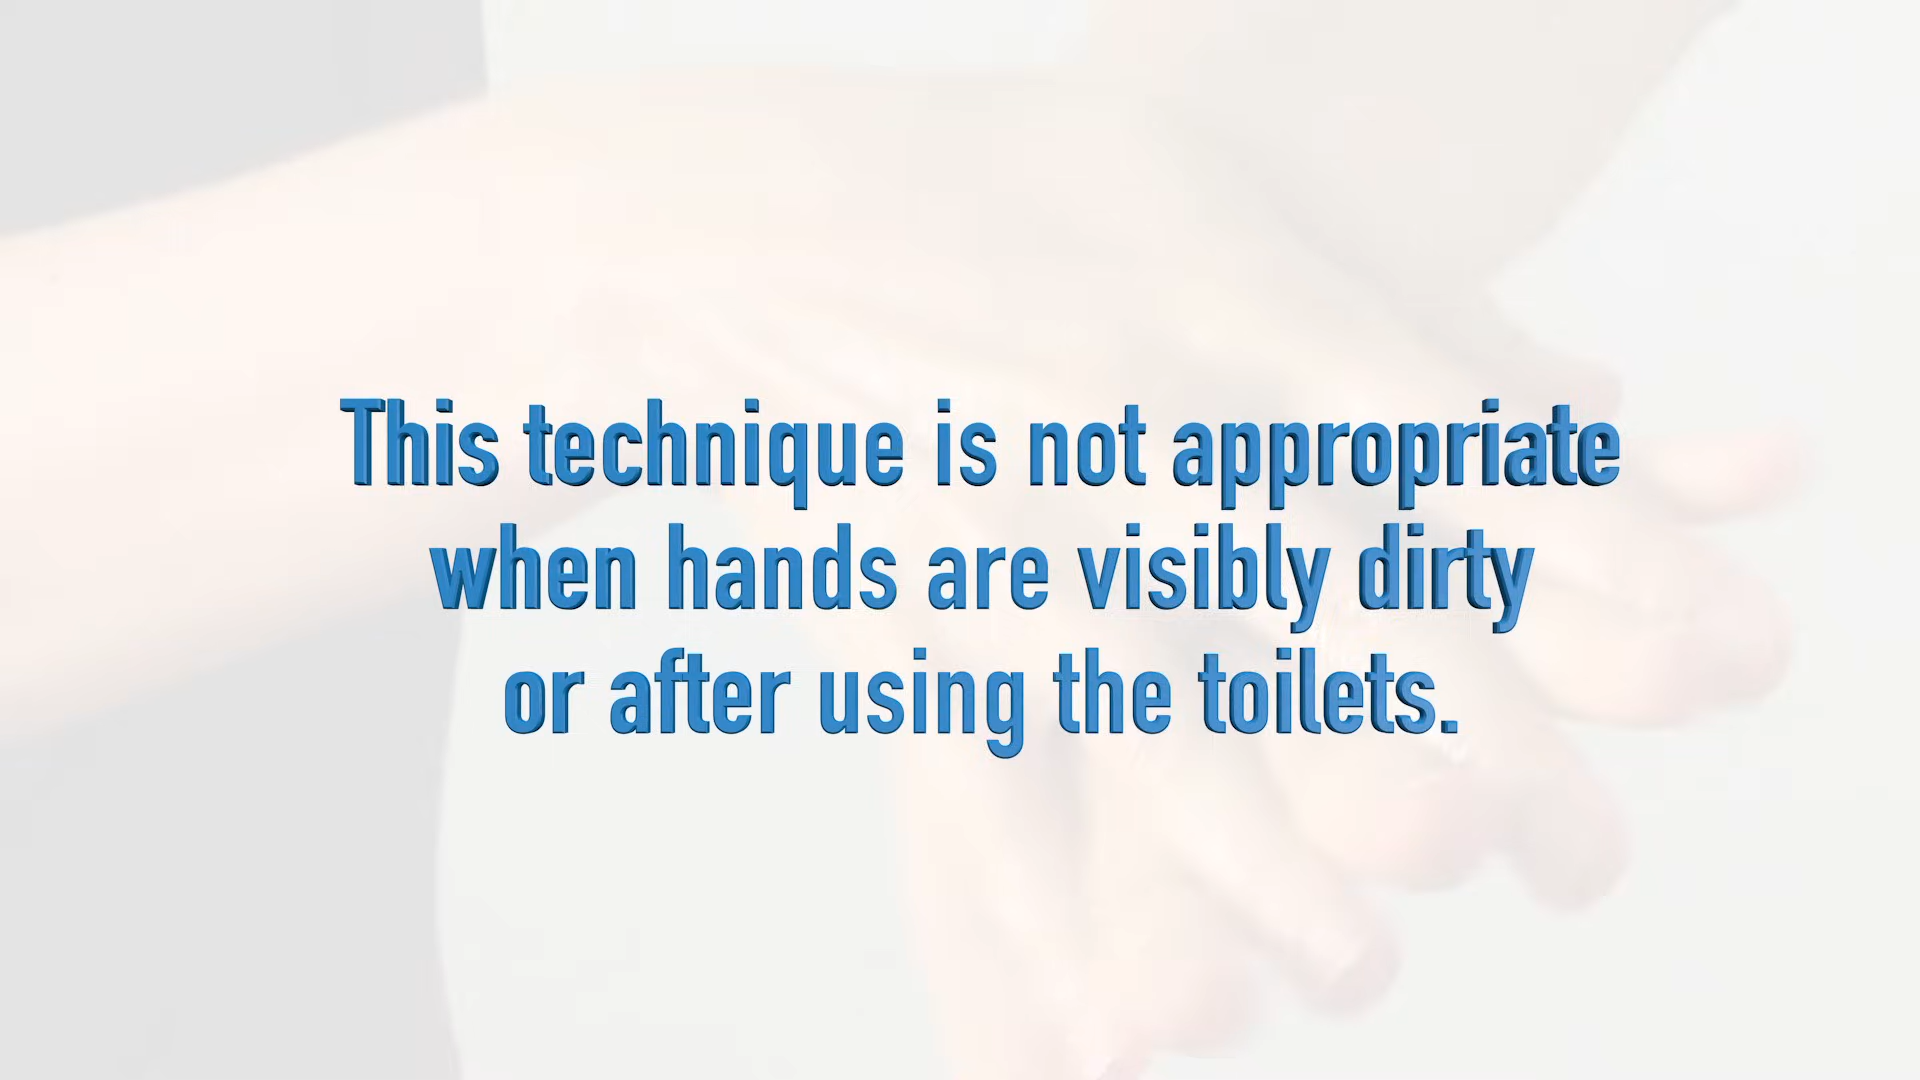 This technique is not appropriate
when hands are visibly dirty
or after using the toilets.